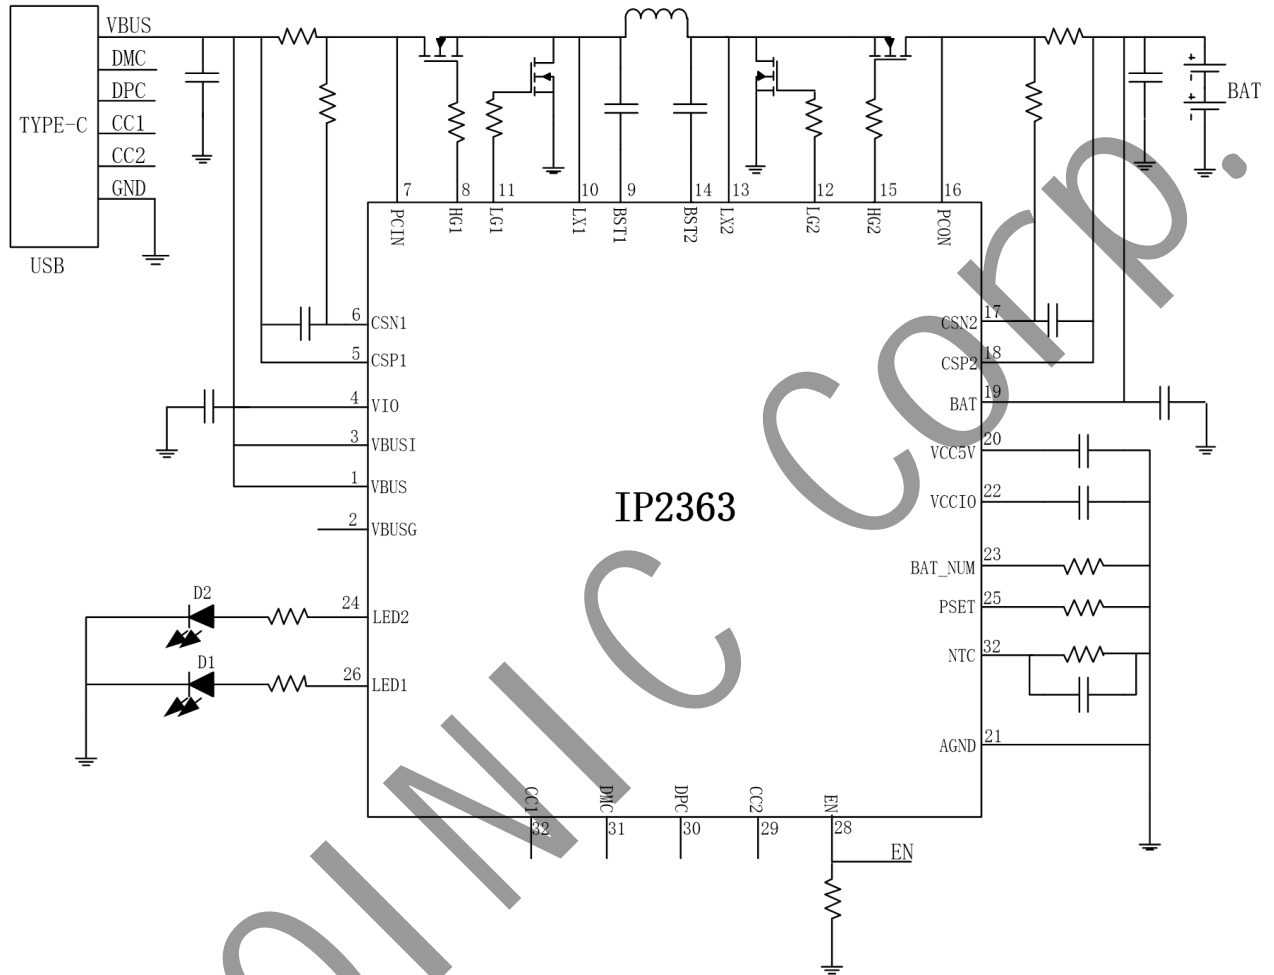 VBUS
DMC
DPC
CC1
CC2
GND
TYPE-C
USB
BAT
7
8
11
10
9
14
13
12
15
16
PCIN
HG1
LG1
LX1
BST1
BST2
LX2
LG2
HG2
PCON
6 CSN1
5 CSP1
4 VIO
3 VBUSI
1 VBUS
2 VBUSG
D2
24 LED2
D1
26 LED1
CSN2 17
CSP2 18
BAT 19
VCC5V 20
VCCIO 22
BAT_NUM 23
PSET 25
NTC 32
AGND 21
IP2363
CC1
DMC
DPC
CC2
EN
32
31
30
29
28
EN
OINIC Corp.